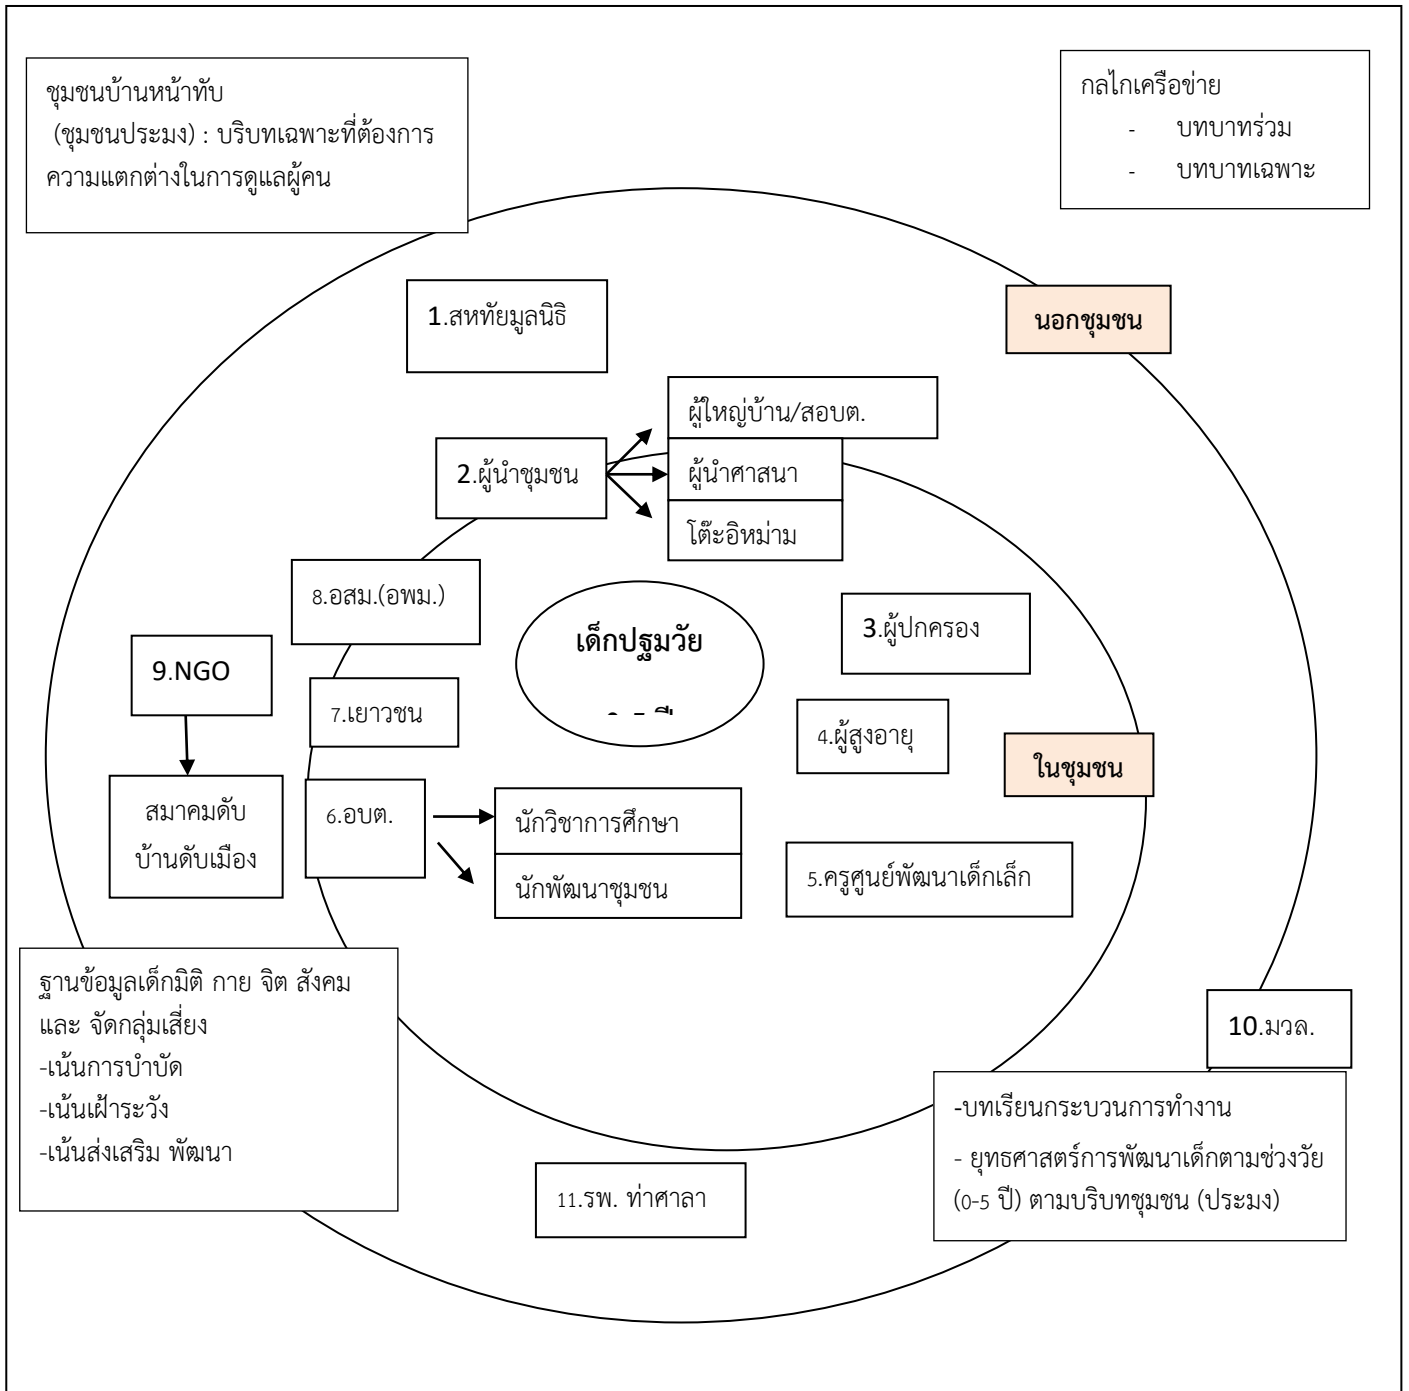 ชุมชนบ้านหน้าทับ
(ชุมชนประมง) : บริบทเฉพาะที่ต้องการ
ความแตกต่างในการดูแลผู้คน
กลไกเครือข่าย
- บทบาทร่วม
- บทบาทเฉพาะ
1.สหทัยมูลนิธิ
นอกชุมชน
ผู้ใหญ่บ้าน/สอบต.
2.ผู้นำชุมชน
ผู้นำศาสนา
โต๊ะอิหม่าม
8.อสม.(อพม.)
เด็กปฐมวัย
3.ผู้ปกครอง
9.NGO
7.เยาวชน
4.ผู้สูงอายุ
ในชุมชน
สมาคมดับ
บ้านดับเมือง
6.อบต.
นักวิชาการศึกษา
นักพัฒนาชุมชน
5.ครูศูนย์พัฒนาเด็กเล็ก
ฐานข้อมูลเด็กมิติ กาย จิต สังคม
และ จัดกลุ่มเสี่ยง
-เน้นการบำบัด
-เน้นเฝ้าระวัง
-เน้นส่งเสริม พัฒนา
10.มวล.
-บทเรียนกระบวนการทำงาน
- ยุทธศาสตร์การพัฒนาเด็กตามช่วงวัย
(0-5 ปี) ตามบริบทชุมชน (ประมง)
11.รพ. ท่าศาลา